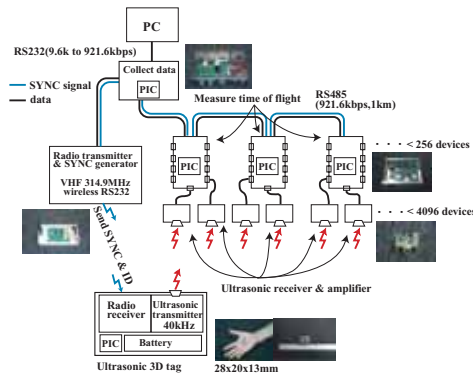 PC
RS232(9.6k to 921.6kbps)
SYNC signal
data
Collect data
PIC
Measure time of flight
RS485
(921.6kbps,1km)
Radio transmitter
& SYNC generator
VHF 314.9MHz
wireless RS232
PIC
PIC
PIC
· · · < 256 devices
· · · < 4096 devices
Send SYNC & ID
Ultrasonic receiver & amplifier
Radio
receiver
Ultrasonic
transmitter
40kHz
PIC
Battery
Ultrasonic 3D tag
28x20x13mm